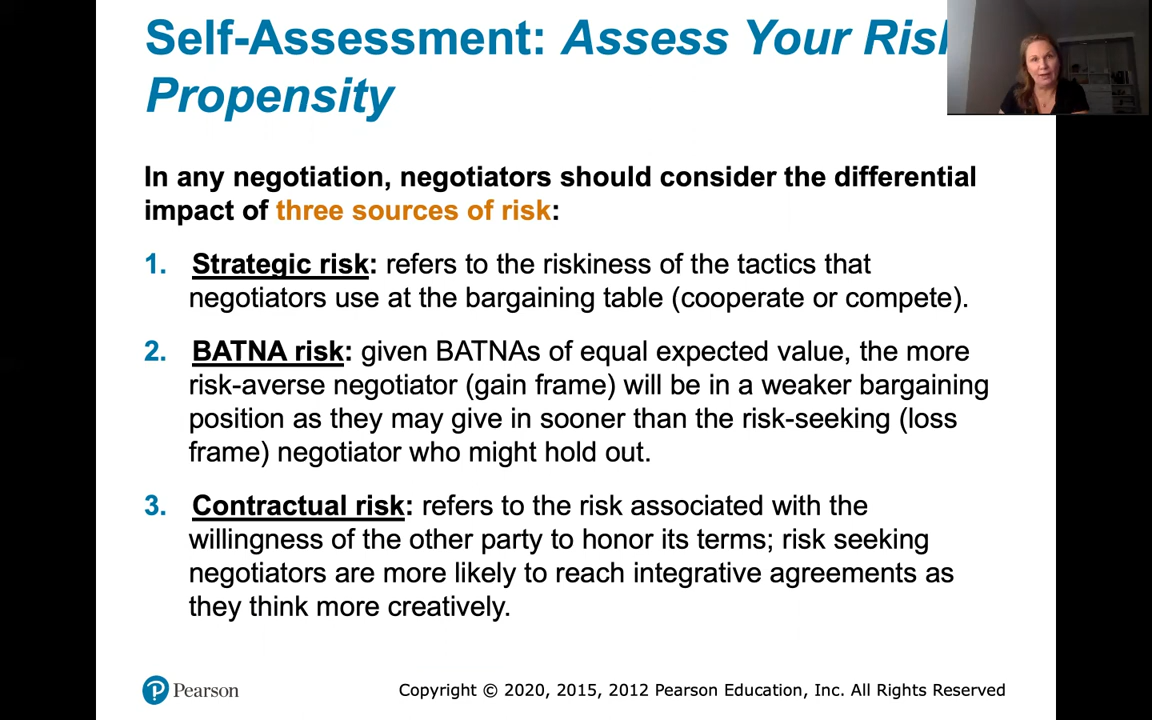 Self-Assessment: Assess Your Risk
Propensity
In any negotiation, negotiators should consider the differential
impact of three sources of risk:
1. Strategic risk: refers to the riskiness of the tactics that
negotiators use at the bargaining table (cooperate or compete).
2. BATNA risk: given BATNAs of equal expected value, the more
risk-averse negotiator (gain frame) will be in a weaker bargaining
position as they may give in sooner than the risk-seeking (loss
frame) negotiator who might hold out.
3. Contractual risk: refers to the risk associated with the
willingness of the other party to honor its terms; risk seeking
negotiators are more likely to reach integrative agreements as
they think more creatively.
P Pearson
Copyright © 2020, 2015, 2012 Pearson Education, Inc. All Rights Reserved